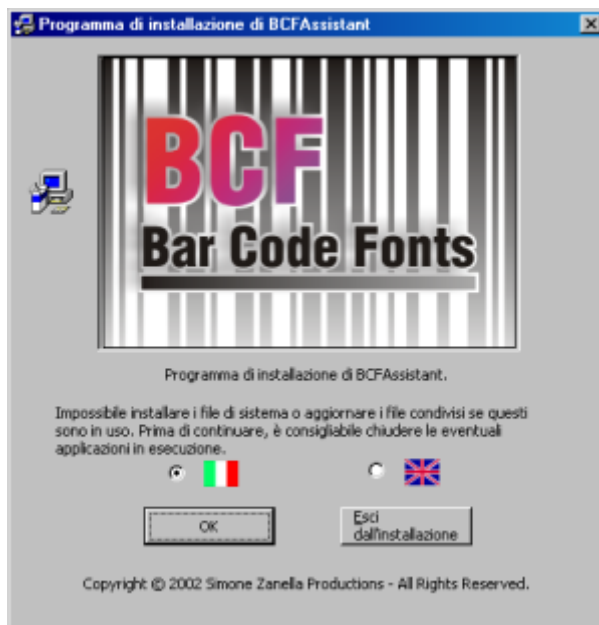 Programma di installazione di BCFAssistant
BCF
Bar Code Fonts
Programma di installazione di BCFAssistant.
Impossibile installare i file di sistema o aggiornare i file condivisi se questi
sono in uso. Prima di continuare, è consigliabile chiudere le eventuali
applicazioni in esecuzione.
OK
Esci
dall'installazione
Copyright © 2002 Simone Zanella Productions - All Rights Reserved.